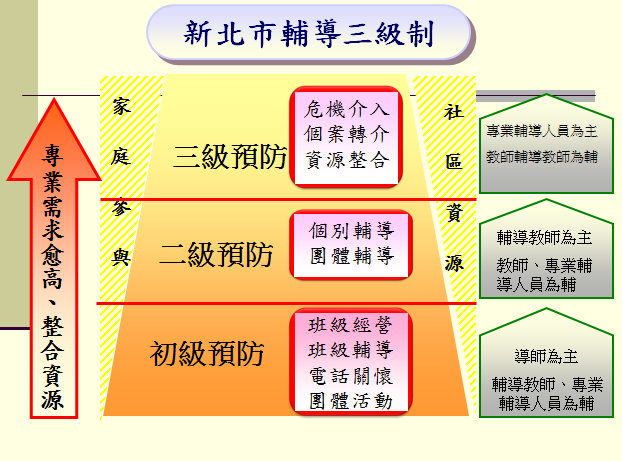 新北市輔導三級制
專業需求愈高、整合資源
家庭參與
社區資源
三級預防
危機介入
個案轉介
資源整合
專業輔導人員為主
教師輔導教師為輔
二級預防
個別輔導
團體輔導
輔導教師為主
教師、專業輔
導人員為輔
初級預防
班級經營
班級輔導
電話關懷
團體活動
導師為主
輔導教師、專業
輔導人員為輔